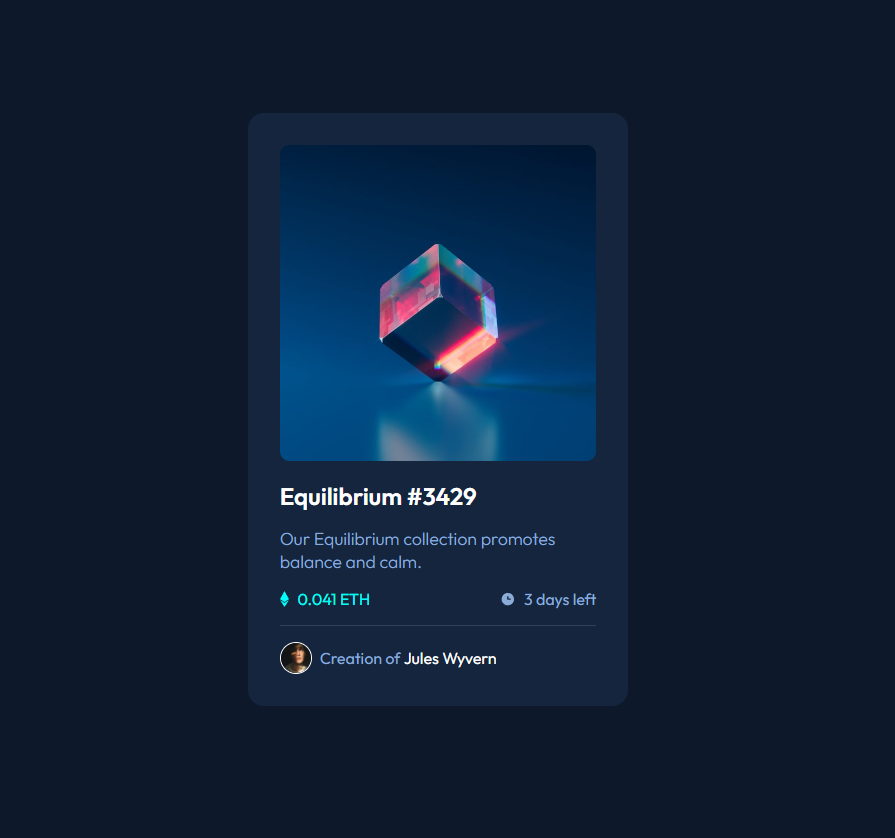 Equilibrium #3429
Our Equilibrium collection promotes
balance and calm.
0.041 ETH
3 days left
Creation of Jules Wyvern